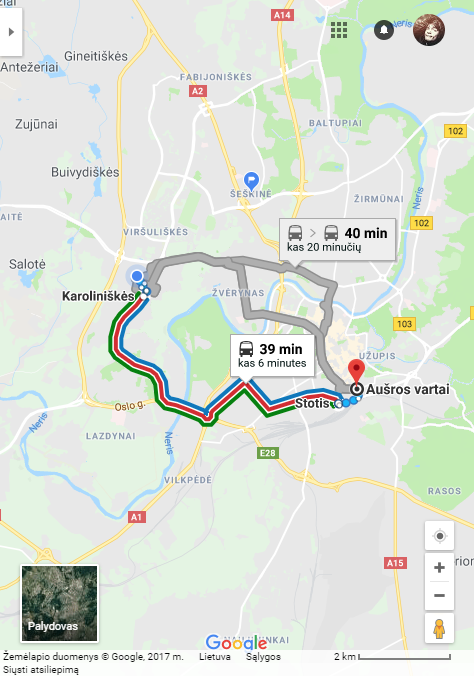 A14
Gineitiškės
Antežeriai
FABIJONIŠKĖS
A2
Zujūnai
BALTUPIAI
102
Neris
Buivydiškės
ŠEŠKINĖ
ŽIRMŪNAI
Neris
102
VIRŠULIŠKĖS
40 min
kas 20 minučių
Salotė
Karoliniškės
ŽVĖRYNAS
103
39 min
kas 6 minutes
UŽUPIS
Aušros vartai
Stotis
Oslo g.
Neris
LAZDYNAI
Neris
E28
VILKPĖDĖ
RASOS
A1
A15
Palydovas
Google
Žemėlapio duomenys © Google, 2017 m. Lietuva Sąlygos 2 km
Siųsti atsiliepimą